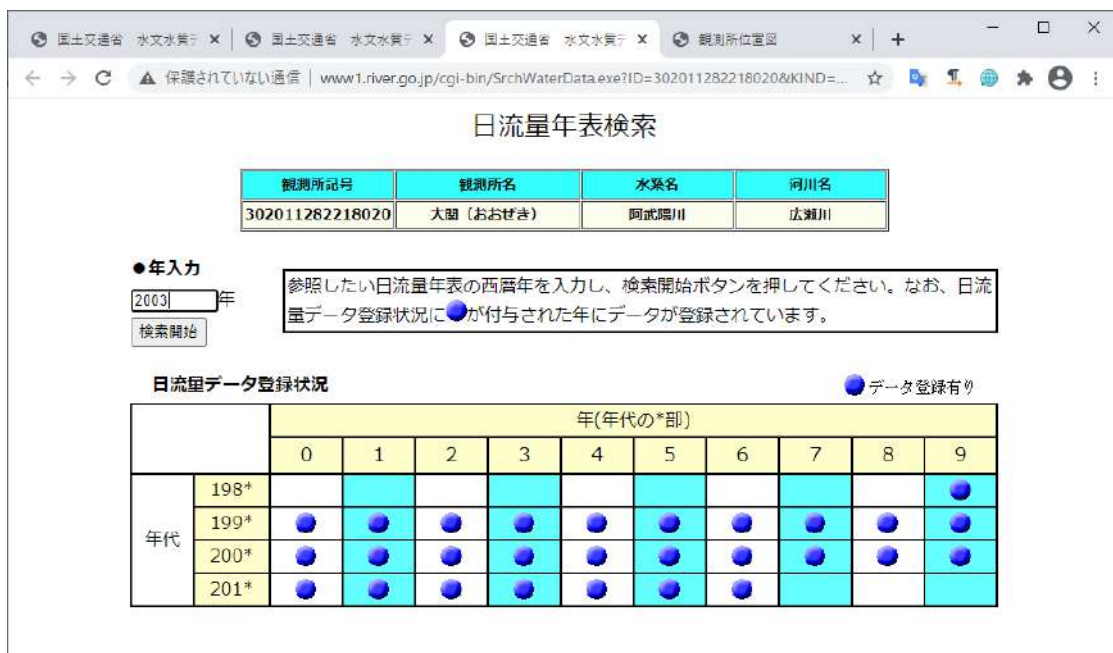 国土交通省 水文水質デ × 国土交通省 水文水質デ × 国土交通省 水文水質デ × 観測所位置図 × +
保護されていない通信 | www1.river.go.jp/cgi-bin/SrchWaterData.exe?ID=302011282218020&KIND=...
日流量年表検索
観測所記号 観測所名 水系名 河川名
302011282218020 大関（おおぜき） 阿武隈川 広瀬川
●年入力
2003 年
検索開始
参照したい日流量年表の西暦年を入力し、検索開始ボタンを押してください。なお、日流
量データ登録状況に が付与された年にデータが登録されています。
日流量データ登録状況
データ登録有り
年(年代の*部)
0 1 2 3 4 5 6 7 8 9
年代
198*
199*
200*
201*